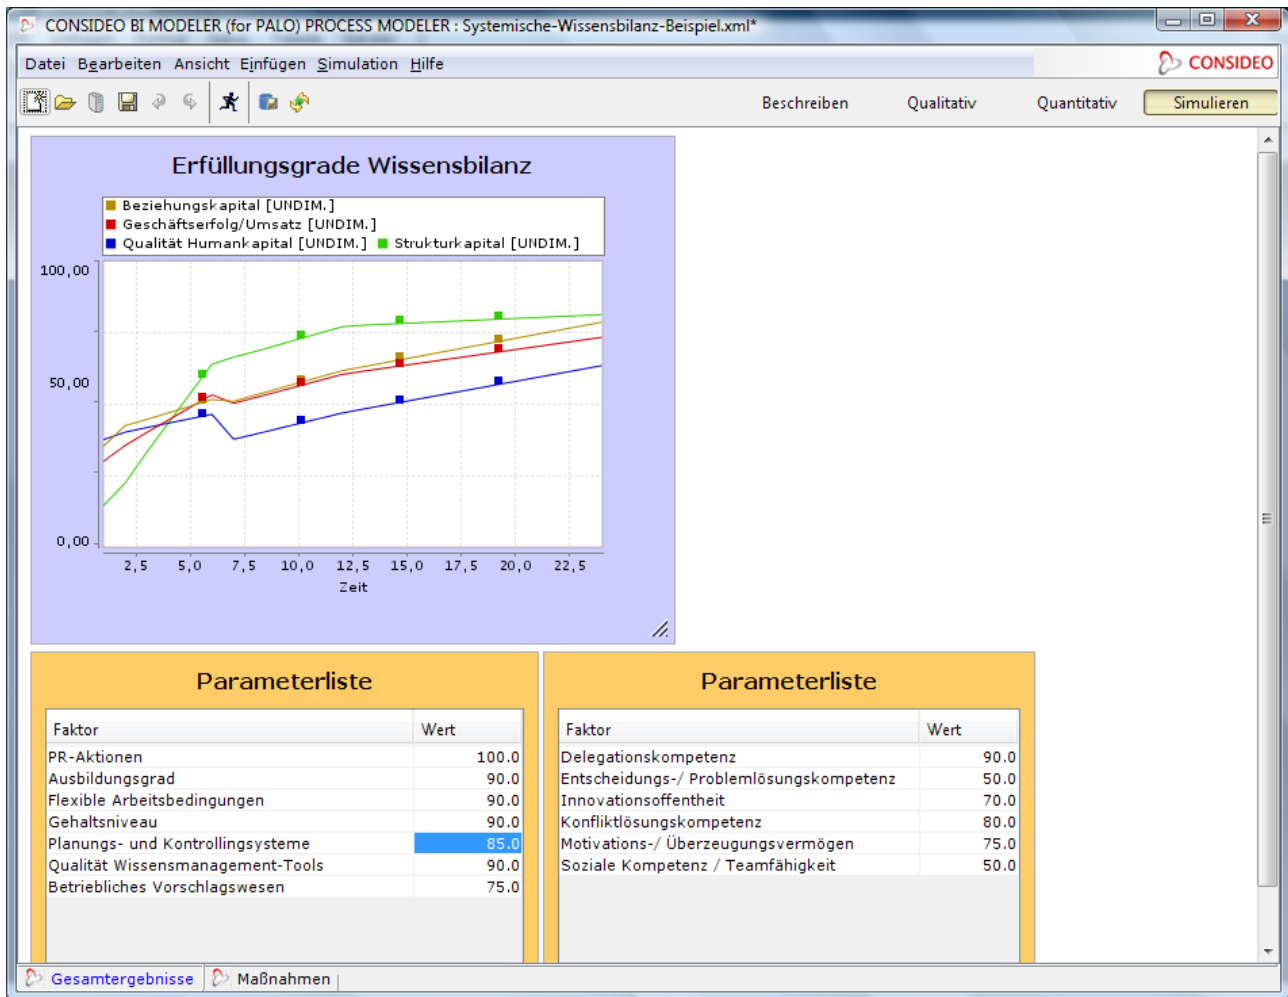 CONSIDEO BI MODELER (for PALO) PROCESS MODELER : Systemische-Wissensbilanz-Beispiel.xml*
Datei Bearbeiten Ansicht Einfügen Simulation Hilfe
CONSIDEO
Beschreiben Qualitativ Quantitativ Simulieren
Erfüllungsgrade Wissensbilanz
Beziehungskapital [UNDIM.]
Geschäftserfolg/Umsatz [UNDIM.]
Qualität Humankapital [UNDIM.] Strukturkapital [UNDIM.]
100,00
50,00
0,00
2,5 5,0 7,5 10,0 12,5 15,0 17,5 20,0 22,5
Zeit
Parameterliste
Faktor Wert
PR-Aktionen 100.0
Ausbildungsgrad 90.0
Flexible Arbeitsbedingungen 90.0
Gehaltsniveau 90.0
Planungs- und Kontrollingsysteme 85.0
Qualität Wissensmanagement-Tools 90.0
Betriebliches Vorschlagswesen 75.0
Parameterliste
Faktor Wert
Delegationskompetenz 90.0
Entscheidungs-/ Problemlösungskompetenz 50.0
Innovationsoffentheit 70.0
Konfliktlösungskompetenz 80.0
Motivations-/ Überzeugungsvermögen 75.0
Soziale Kompetenz / Teamfähigkeit 50.0
Gesamtergebnisse Maßnahmen